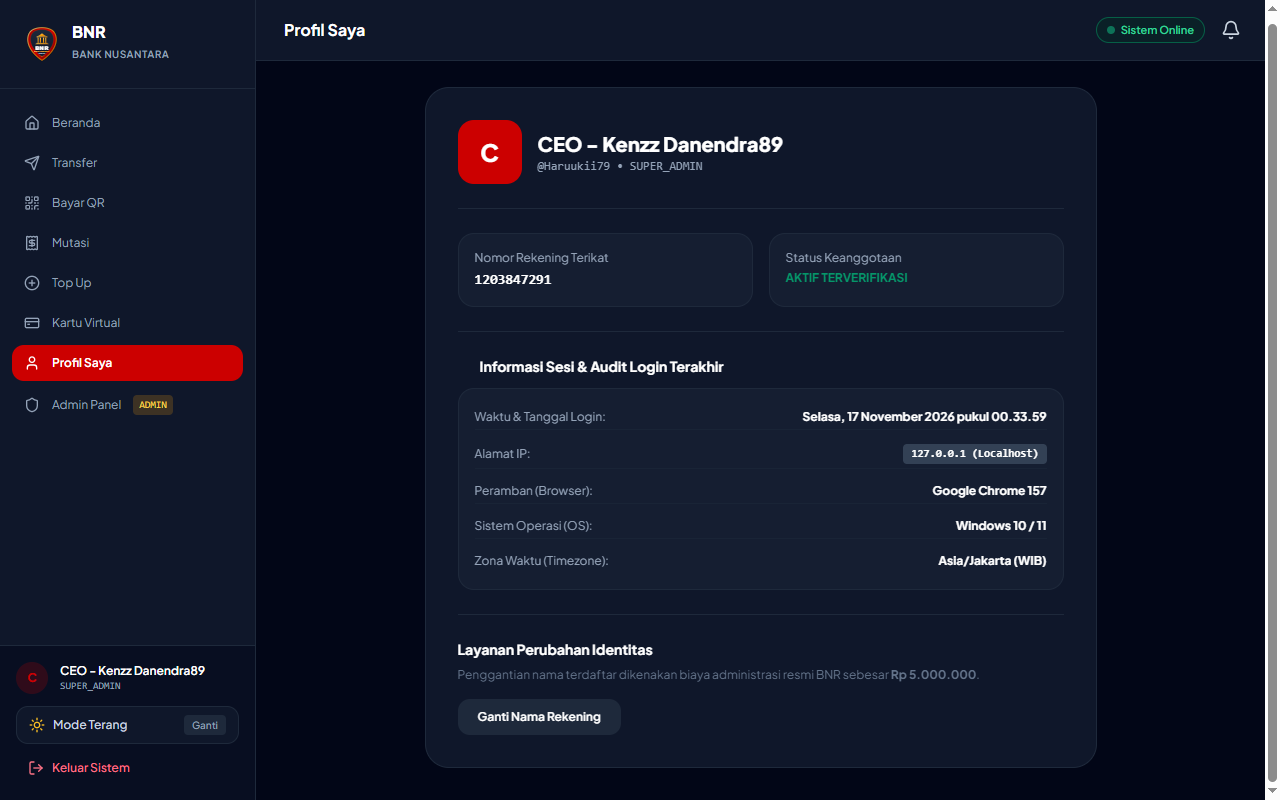 BNR
BANK NUSANTARA
Profil Saya
Sistem Online
BNR
Beranda
Transfer
Bayar QR
Mutasi
Top Up
Kartu Virtual
Profil Saya
Admin Panel ADMIN
C
CEO – Kenzz Danendra89
@Haruukii79 • SUPER_ADMIN
Nomor Rekening Terikat
1203847291
Status Keanggotaan
AKTIF TERVERIFIKASI
Informasi Sesi & Audit Login Terakhir
Waktu & Tanggal Login: Selasa, 17 November 2026 pukul 00.33.59
Alamat IP: 127.0.0.1 (Localhost)
Peramban (Browser): Google Chrome 157
Sistem Operasi (OS): Windows 10 / 11
Zona Waktu (Timezone): Asia/Jakarta (WIB)
Layanan Perubahan Identitas
Penggantian nama terdaftar dikenakan biaya administrasi resmi BNR sebesar Rp 5.000.000.
Ganti Nama Rekening
C
CEO – Kenzz Danendra89
SUPER_ADMIN
Mode Terang Ganti
Keluar Sistem